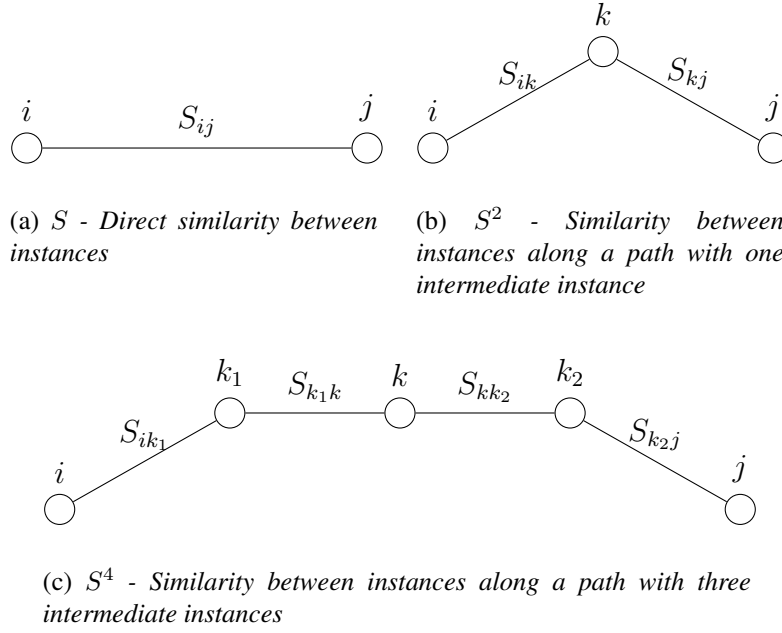 i
S_{ij}
j
(a) S - Direct similarity between
instances
k
S_{ik}
S_{kj}
i
j
(b) S^2 - Similarity between
instances along a path with one
intermediate instance
k_1
S_{k_1k}
k
S_{kk_2}
k_2
S_{ik_1}
S_{k_2j}
i
j
(c) S^4 - Similarity between instances along a path with three
intermediate instances